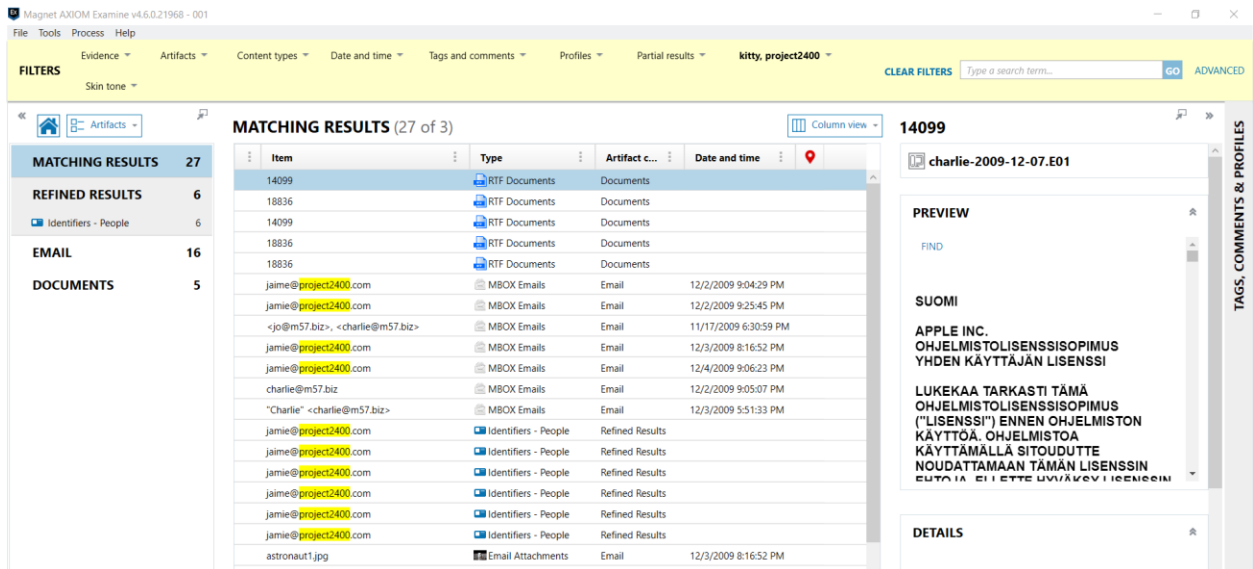 Magnet AXIOM Examine v4.6.0.21968 - 001
File Tools Process Help
FILTERS
Evidence Artifacts Content types Date and time Tags and comments Profiles Partial results kitty, project2400
Skin tone
CLEAR FILTERS Type a search term... GO ADVANCED
Artifacts
MATCHING RESULTS 27
REFINED RESULTS 6
Identifiers - People 6
EMAIL 16
DOCUMENTS 5
MATCHING RESULTS (27 of 3)
Column view
Item Type Artifact c... Date and time
14099 RTF Documents Documents
18836 RTF Documents Documents
14099 RTF Documents Documents
18836 RTF Documents Documents
18836 RTF Documents Documents
jaime@project2400.com MBOX Emails Email 12/2/2009 9:04:29 PM
jamie@project2400.com MBOX Emails Email 12/2/2009 9:25:45 PM
<jo@m57.biz>, <charlie@m57.biz> MBOX Emails Email 11/17/2009 6:30:59 PM
jamie@project2400.com MBOX Emails Email 12/3/2009 8:16:52 PM
jamie@project2400.com MBOX Emails Email 12/4/2009 9:06:23 PM
charlie@m57.biz MBOX Emails Email 12/2/2009 9:05:07 PM
"Charlie" <charlie@m57.biz> MBOX Emails Email 12/3/2009 5:51:33 PM
jamie@project2400.com Identifiers - People Refined Results
jaime@project2400.com Identifiers - People Refined Results
jamie@project2400.com Identifiers - People Refined Results
jaime@project2400.com Identifiers - People Refined Results
jamie@project2400.com Identifiers - People Refined Results
jamie@project2400.com Identifiers - People Refined Results
astronaut1.jpg Email Attachments Email 12/3/2009 8:16:52 PM
14099
charlie-2009-12-07.E01
PREVIEW
FIND
SUOMI
APPLE INC.
OHJELMISTOLISENSSISOPIMUS
YHDEN KÄYTTÄJÄN LISENSSI
LUKEKAA TARKASTI TÄMÄ
OHJELMISTOLISENSSISOPIMUS
("LISENSSI") ENNEN OHJELMISTON
KÄYTTÖÄ. OHJELMISTOA
KÄYTTÄMÄLLÄ SITOUDUTTE
NOUDATTAMAAN TÄMÄN LISENSSIN
EHTOJA. ELLETTE HYVÄKSY LISENSSIN
DETAILS
TAGS, COMMENTS & PROFILES